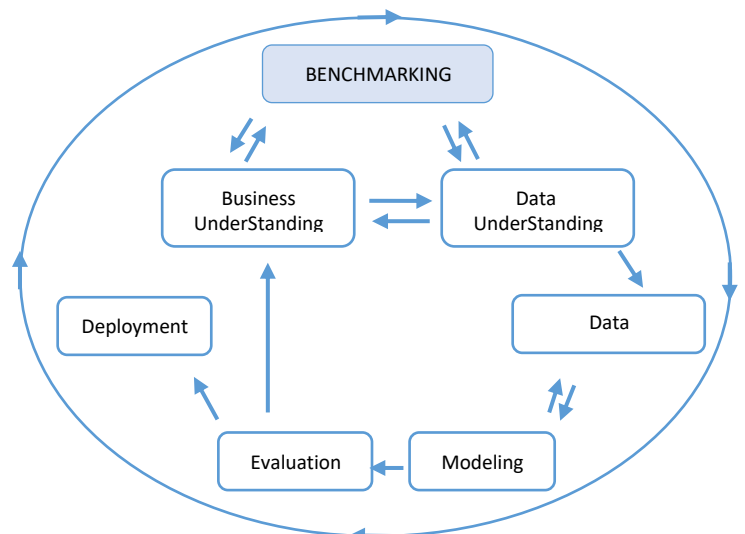 BENCHMARKING
Business
UnderStanding
Data
UnderStanding
Deployment
Data
Evaluation
Modeling